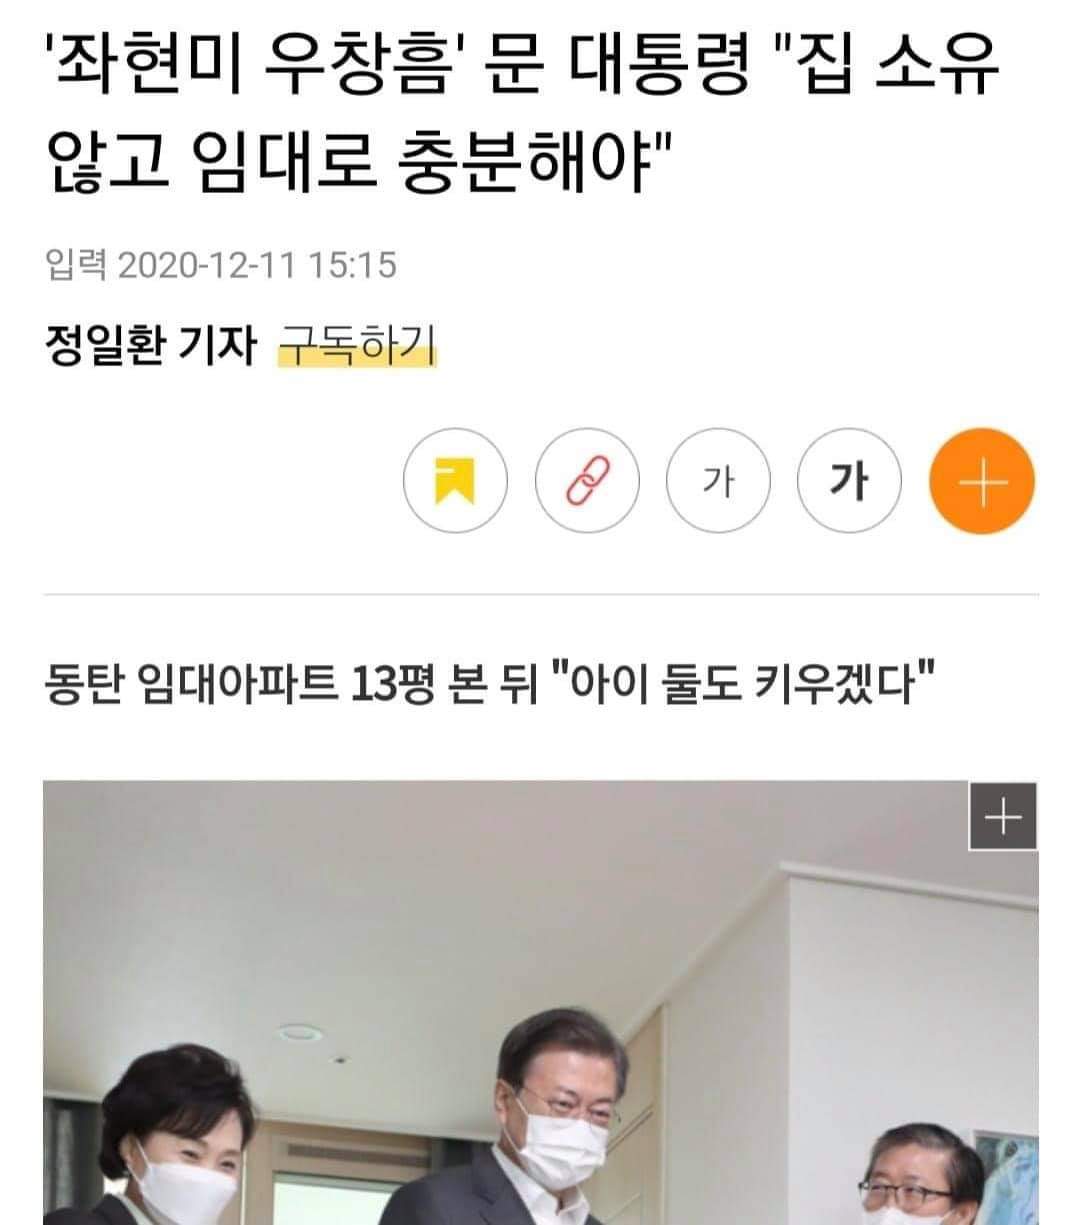 '좌현미 우창흠' 문 대통령 "집 소유
않고 임대로 충분해야"
입력 2020-12-11 15:15
정일환 기자 구독하기
가 가
동탄 임대아파트 13평 본 뒤 "아이 둘도 키우겠다"